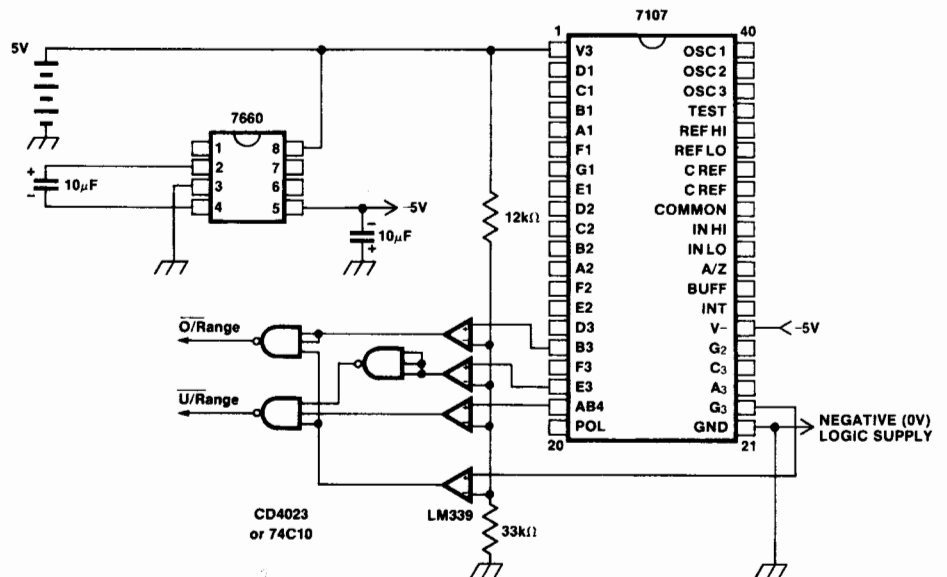 7107
1 40
5V
V3 OSC 1
D1 OSC 2
C1 OSC 3
B1 TEST
A1 REF HI
F1 REF LO
G1 C REF
E1 C REF
D2 COMMON
C2 IN HI
B2 IN LO
A2 A/Z
F2 BUFF
E2 INT
D3 V-
B3 G2
F3 C3
E3 A3
AB4 G3
POL GND
20 21
7660
1 8
2 7
3 6
4 5
+
10µF
−
-5V
−
10µF
+
12kΩ
-5V
O/Range
U/Range
+
−
+
−
+
−
+
−
NEGATIVE (0V)
LOGIC SUPPLY
CD4023
or 74C10
LM339
33kΩ